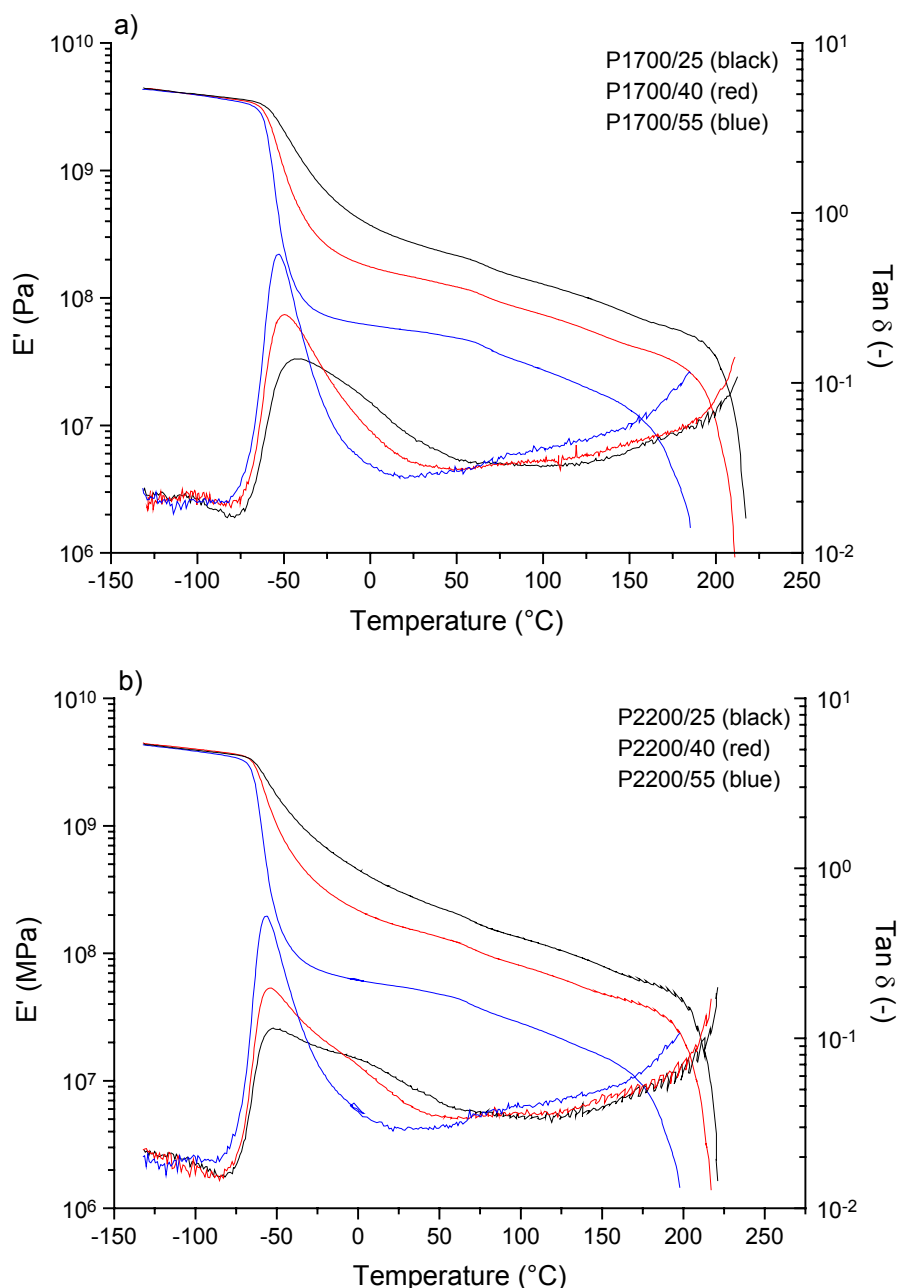 a)
P1700/25 (black)
P1700/40 (red)
P1700/55 (blue)
E' (Pa)
10^10
10^9
10^8
10^7
10^6
Tan δ (-)
10^1
10^0
10^-1
10^-2
-150 -100 -50 0 50 100 150 200 250
Temperature (°C)
b)
P2200/25 (black)
P2200/40 (red)
P2200/55 (blue)
E' (MPa)
10^10
10^9
10^8
10^7
10^6
Tan δ (-)
10^1
10^0
10^-1
10^-2
-150 -100 -50 0 50 100 150 200 250
Temperature (°C)